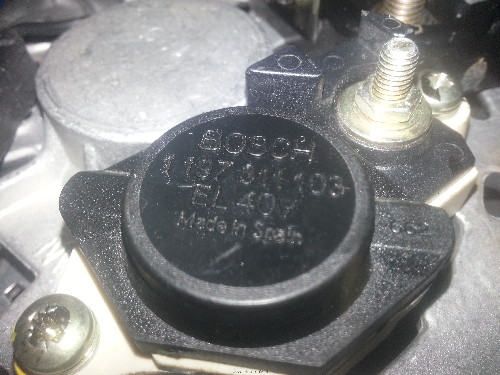 BOSCH
1 197 311 103
EL40V
Made in Spain